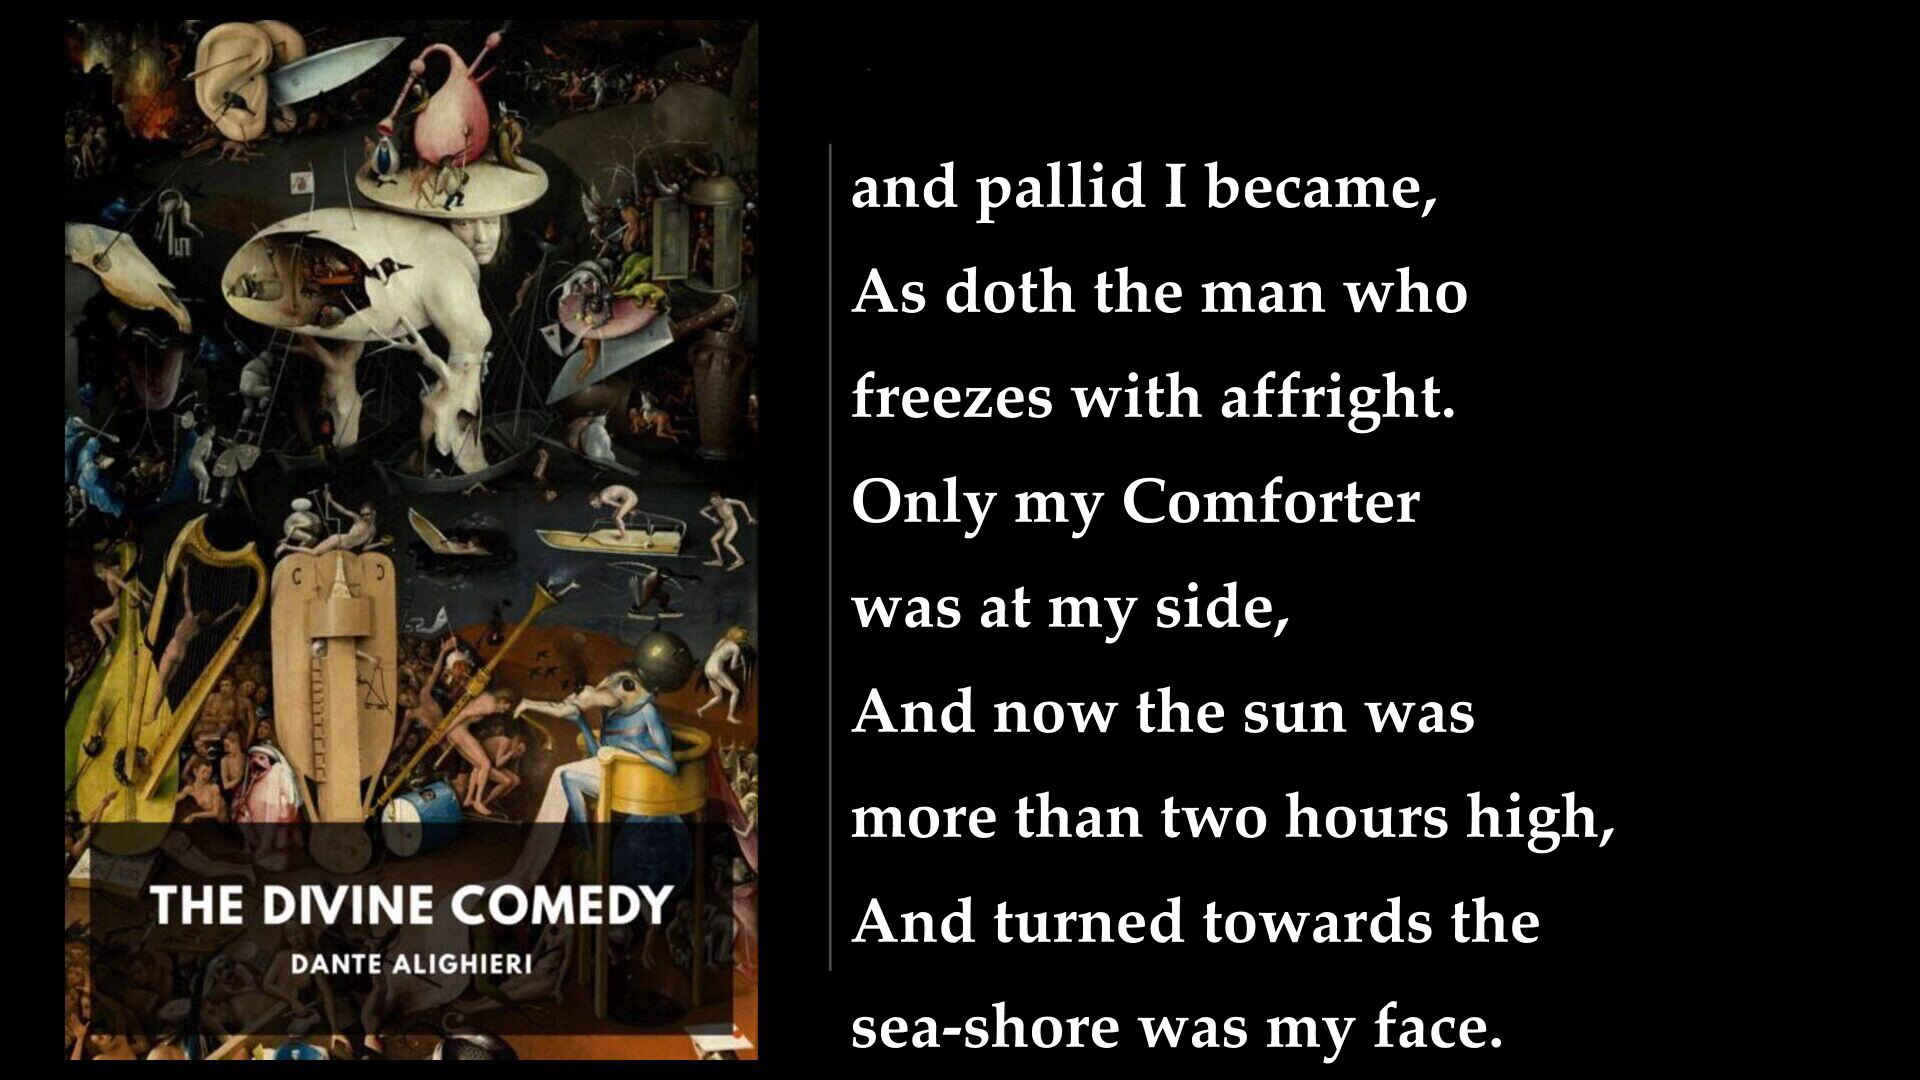 THE DIVINE COMEDY
DANTE ALIGHIERI
and pallid I became,
As doth the man who
freezes with affright.
Only my Comforter
was at my side,
And now the sun was
more than two hours high,
And turned towards the
sea-shore was my face.